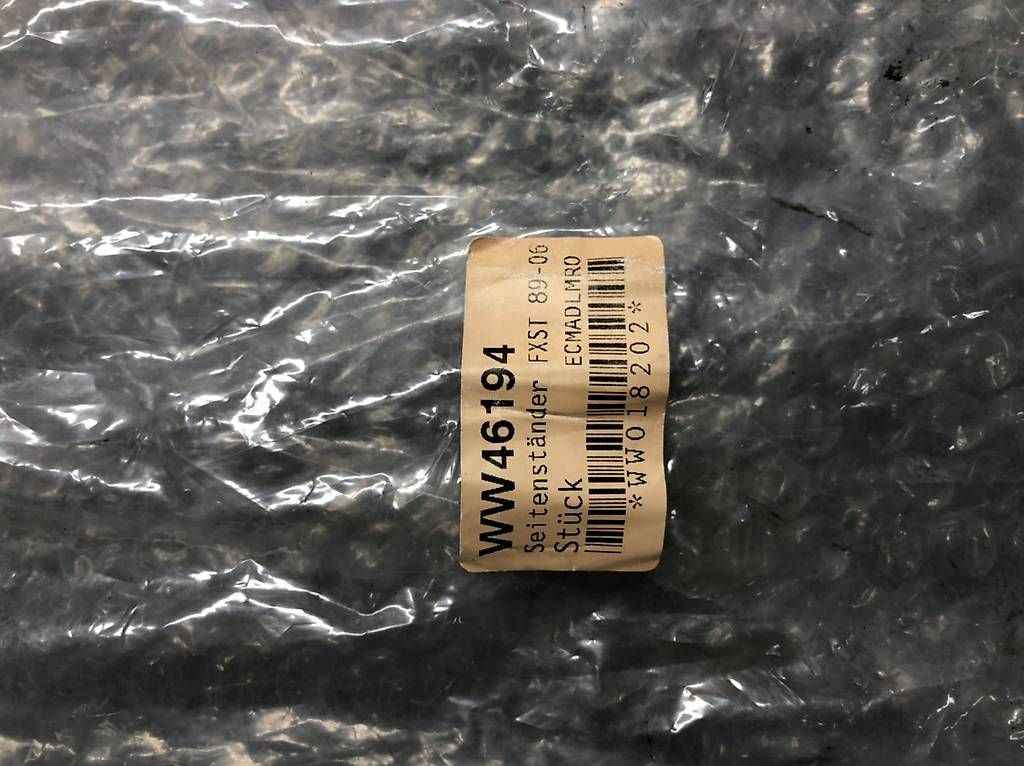 WW46194
Seitenständer FXST 89-06
Stück ECMADLMRO
*WW018202*